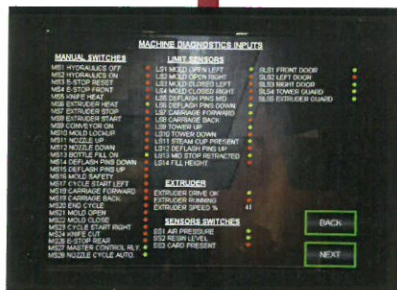 MACHINE DIAGNOSTICS INPUTS
MANUAL SWITCHES
MS1 HYDRAULICS OFF
MS2 HYDRAULICS ON
MS3 E-STOP RESET
MS4 E-STOP FRONT
MS5 KNIFE HEAT
MS6 EXTRUDER HEAT
MS7 EXTRUDER STOP
MS8 EXTRUDER START
MS9 CONVEYOR ON
MS10 MOLD LOCKUP
MS11 NOZZLE UP
MS12 NOZZLE DOWN
MS13 BOTTLE FILL ON
MS14 DEFLASH PINS DOWN
MS15 DEFLASH PINS UP
MS16 MOLD SAFETY
MS17 CYCLE START LEFT
MS18 CARRIAGE FORWARD
MS19 CARRIAGE BACK
MS20 END CYCLE
MS21 MOLD OPEN
MS22 MOLD CLOSE
MS23 CYCLE START RIGHT
MS24 KNIFE CUT
MS26 E-STOP REAR
MS27 MASTER CONTROL RLY.
MS28 NOZZLE CYCLE AUTO.
LIMIT SENSORS
LS1 MOLD OPEN LEFT
LS2 MOLD OPEN RIGHT
LS3 MOLD CLOSED LEFT
LS4 MOLD CLOSED RIGHT
LS5 DEFLASH PINS MID
LS6 DEFLASH PINS DOWN
LS7 CARRIAGE FORWARD
LS8 CARRIAGE BACK
LS9 TOWER UP
LS10 TOWER DOWN
LS11 STEAM CUP PRESENT
LS12 DEFLASH PINS UP
LS13 MID STOP RETRACTED
LS14 FILL HEIGHT
EXTRUDER
EXTRUDER DRIVE OK
EXTRUDER RUNNING
EXTRUDER SPEED % 43
SENSORS SWITCHES
SS1 AIR PRESSURE
SS2 RESIN LEVEL
SS3 CARD PRESENT
SLS1 FRONT DOOR
SLS2 LEFT DOOR
SLS3 RIGHT DOOR
SLS4 TOWER GUARD
SLS5 EXTRUDER GUARD
BACK
NEXT